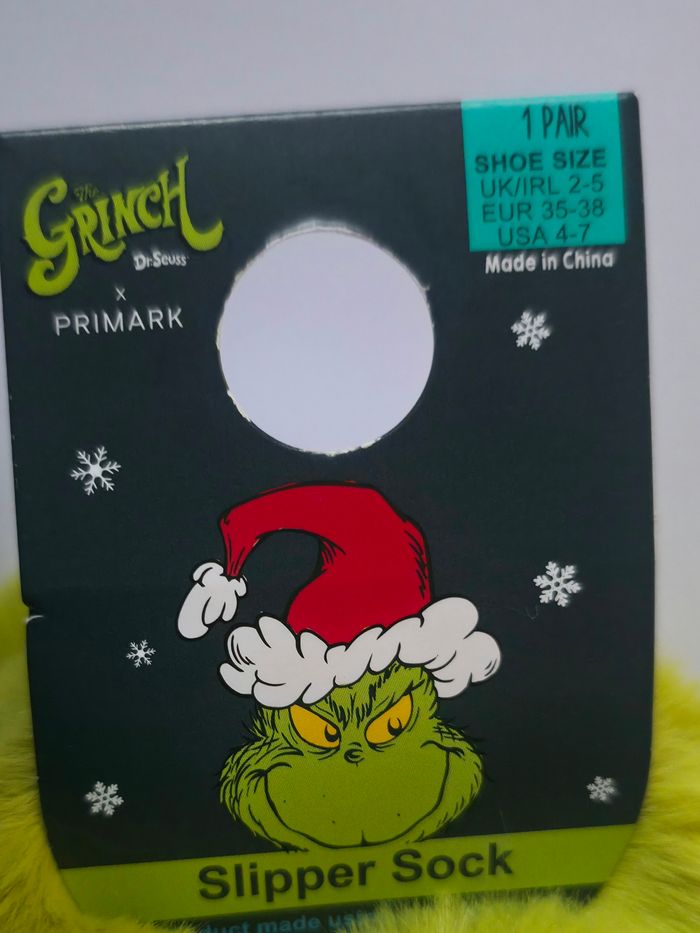 The
GRINCH
Dr. Seuss
x
PRIMARK
1 PAIR
SHOE SIZE
UK/IRL 2-5
EUR 35-38
USA 4-7
Made in China
Slipper Sock
made